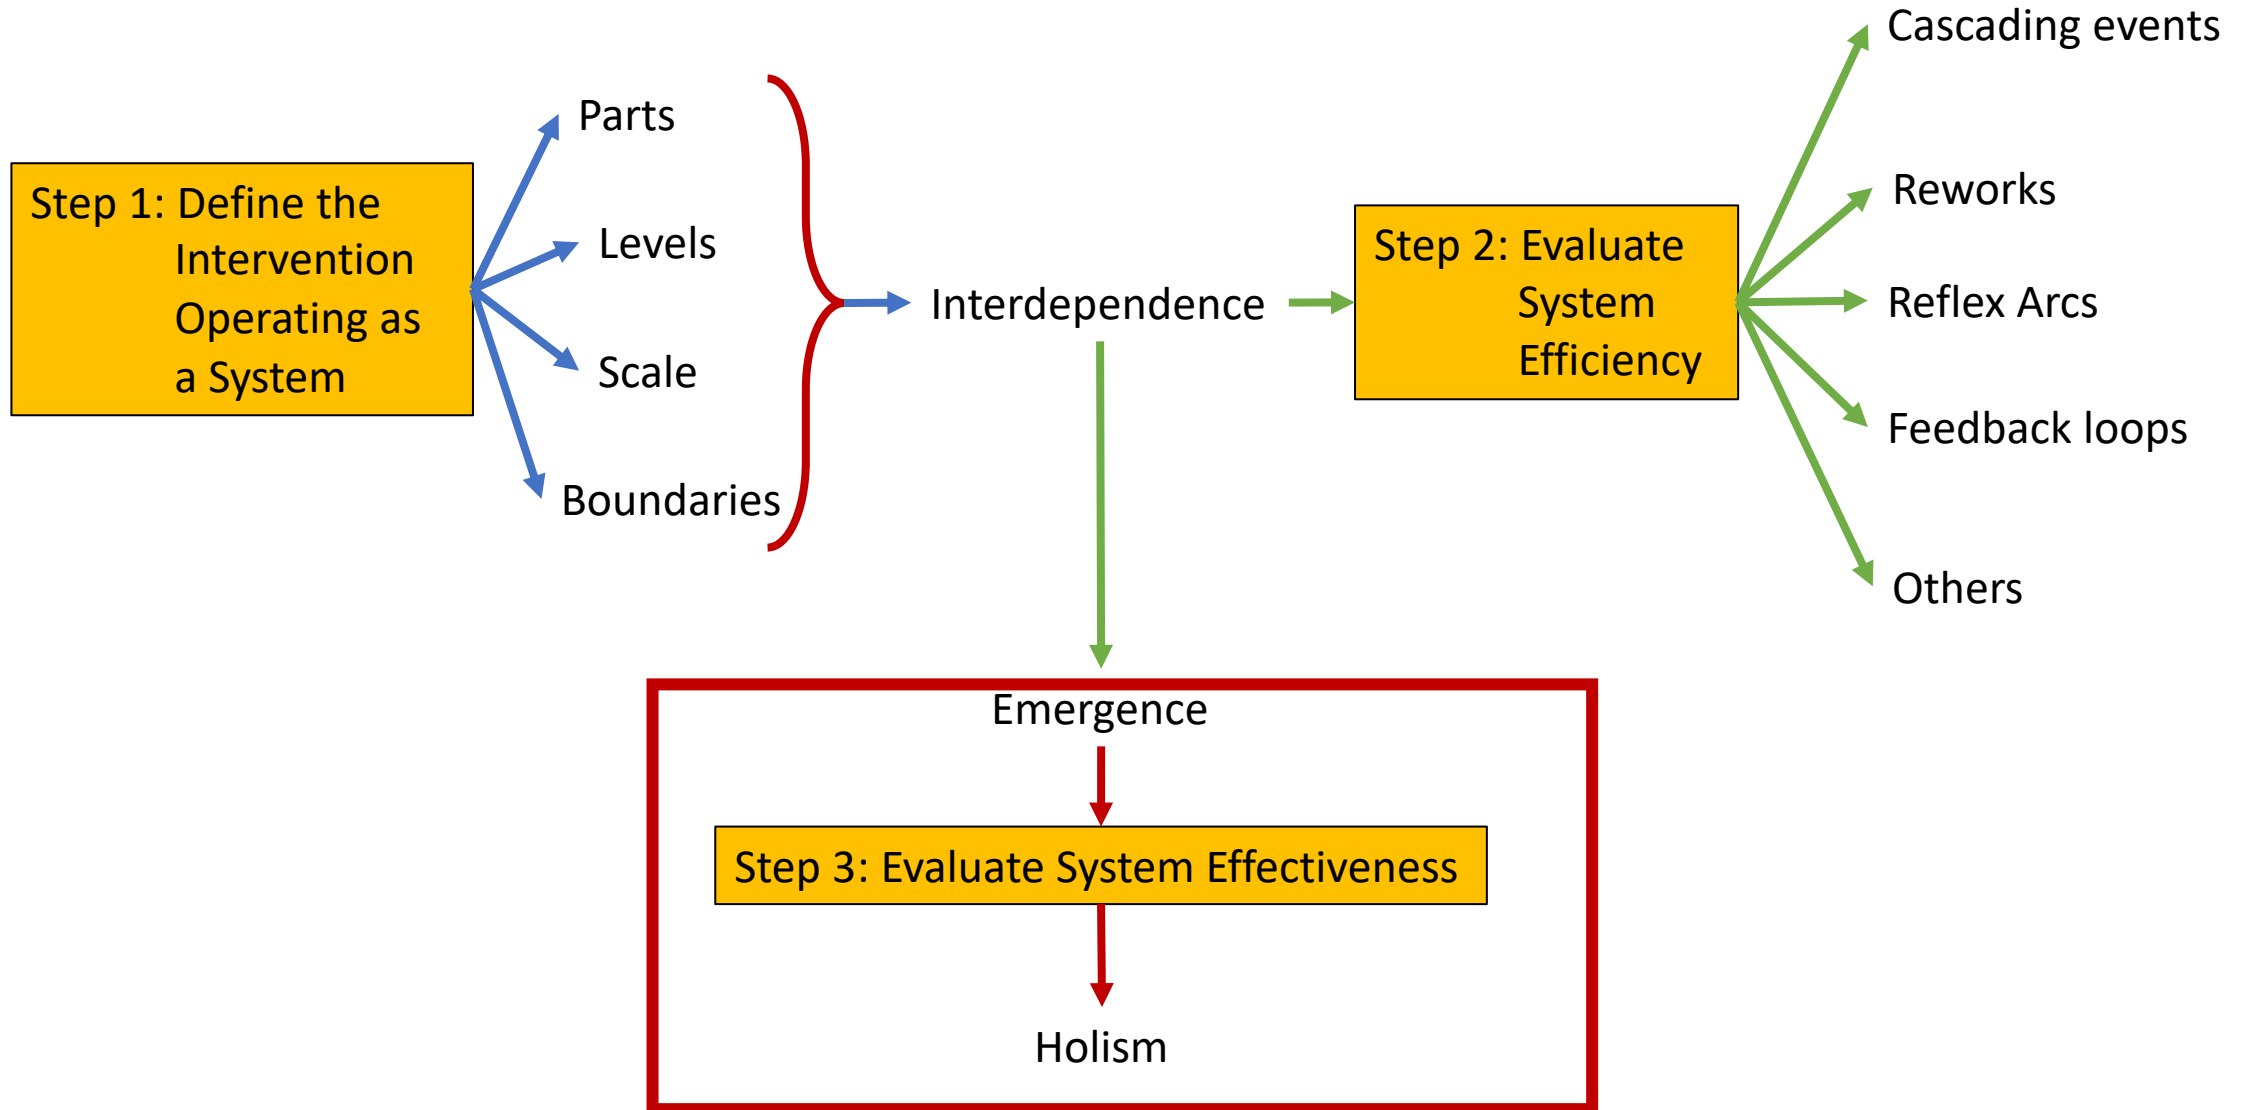 Step 1: Define the
Intervention
Operating as
a System
Parts
Levels
Scale
Boundaries
Interdependence
Step 2: Evaluate
System
Efficiency
Cascading events
Reworks
Reflex Arcs
Feedback loops
Others
Emergence
Step 3: Evaluate System Effectiveness
Holism